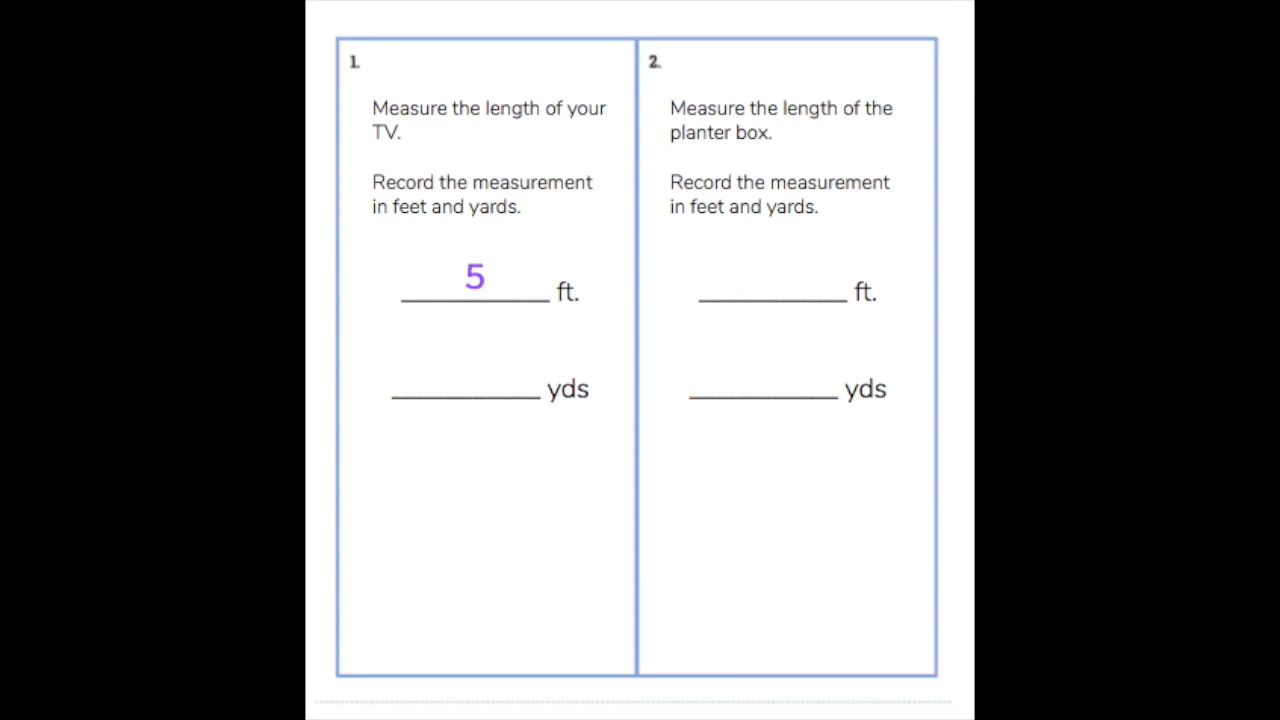 1.
Measure the length of your
TV.
Record the measurement
in feet and yards.
5 ft.
yds
2.
Measure the length of the
planter box.
Record the measurement
in feet and yards.
ft.
yds